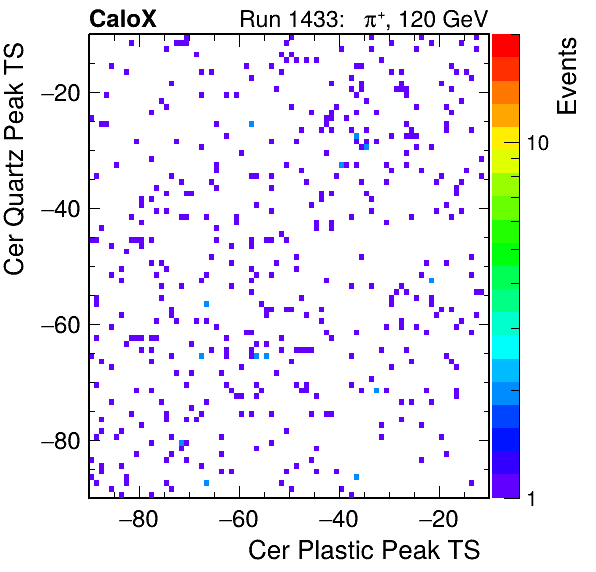 CaloX Run 1433: π⁺, 120 GeV
Cer Quartz Peak TS
−20
−40
−60
−80
−80 −60 −40 −20
Cer Plastic Peak TS
Events
10
1